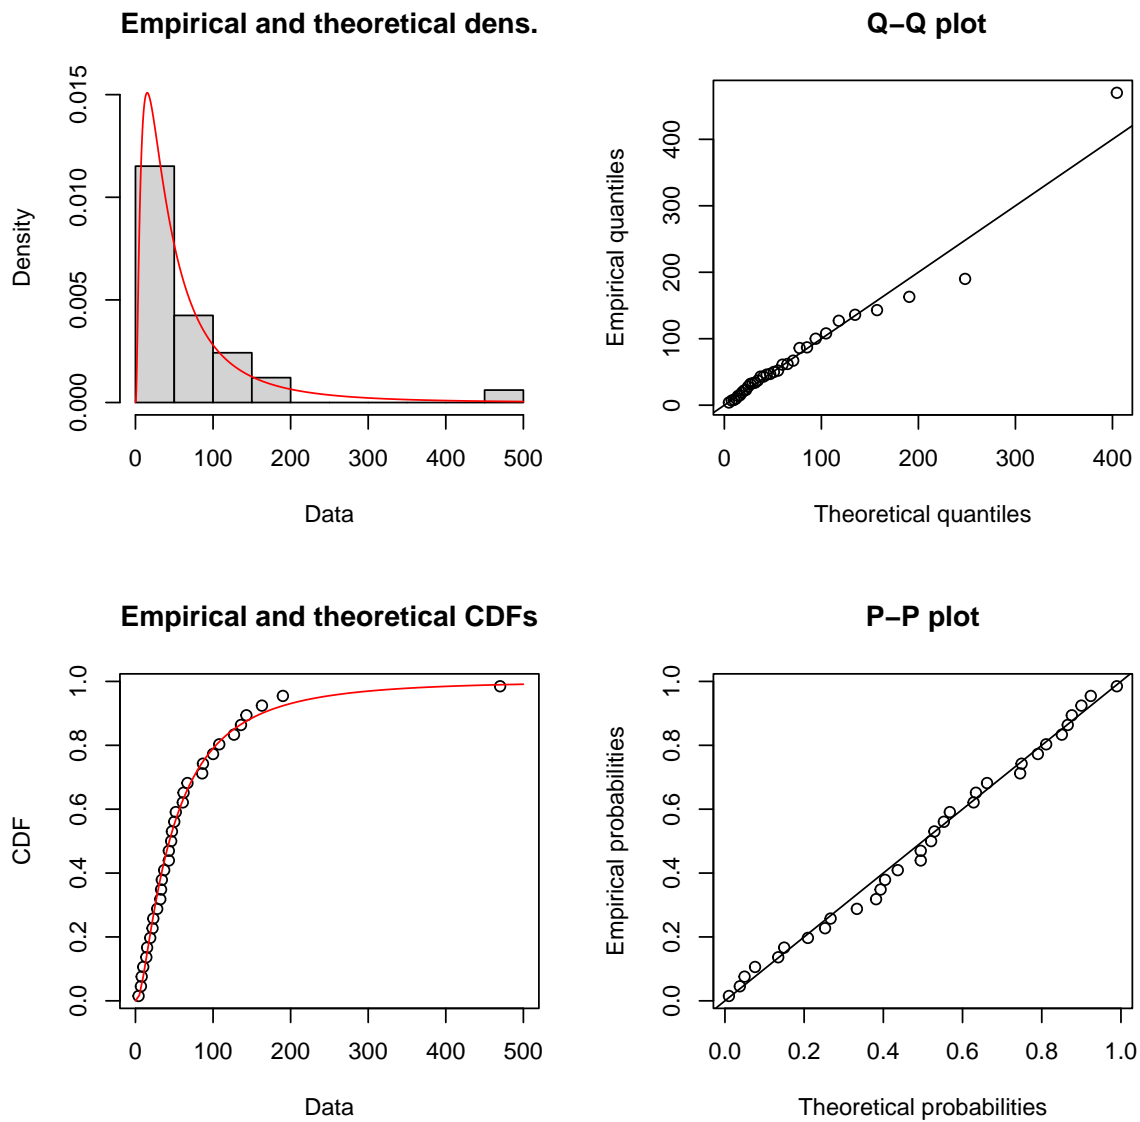 Empirical and theoretical dens.
Density
0.000 0.005 0.010 0.015
0 100 200 300 400 500
Data
Q−Q plot
Empirical quantiles
0 100 200 300 400
0 100 200 300 400
Theoretical quantiles
Empirical and theoretical CDFs
CDF
0.0 0.2 0.4 0.6 0.8 1.0
0 100 200 300 400 500
Data
P−P plot
Empirical probabilities
0.0 0.2 0.4 0.6 0.8 1.0
0.0 0.2 0.4 0.6 0.8 1.0
Theoretical probabilities